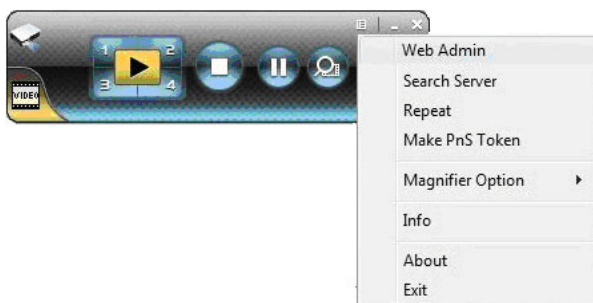 1 2
3 4
VIDEO
Web Admin
Search Server
Repeat
Make PnS Token
Magnifier Option
Info
About
Exit